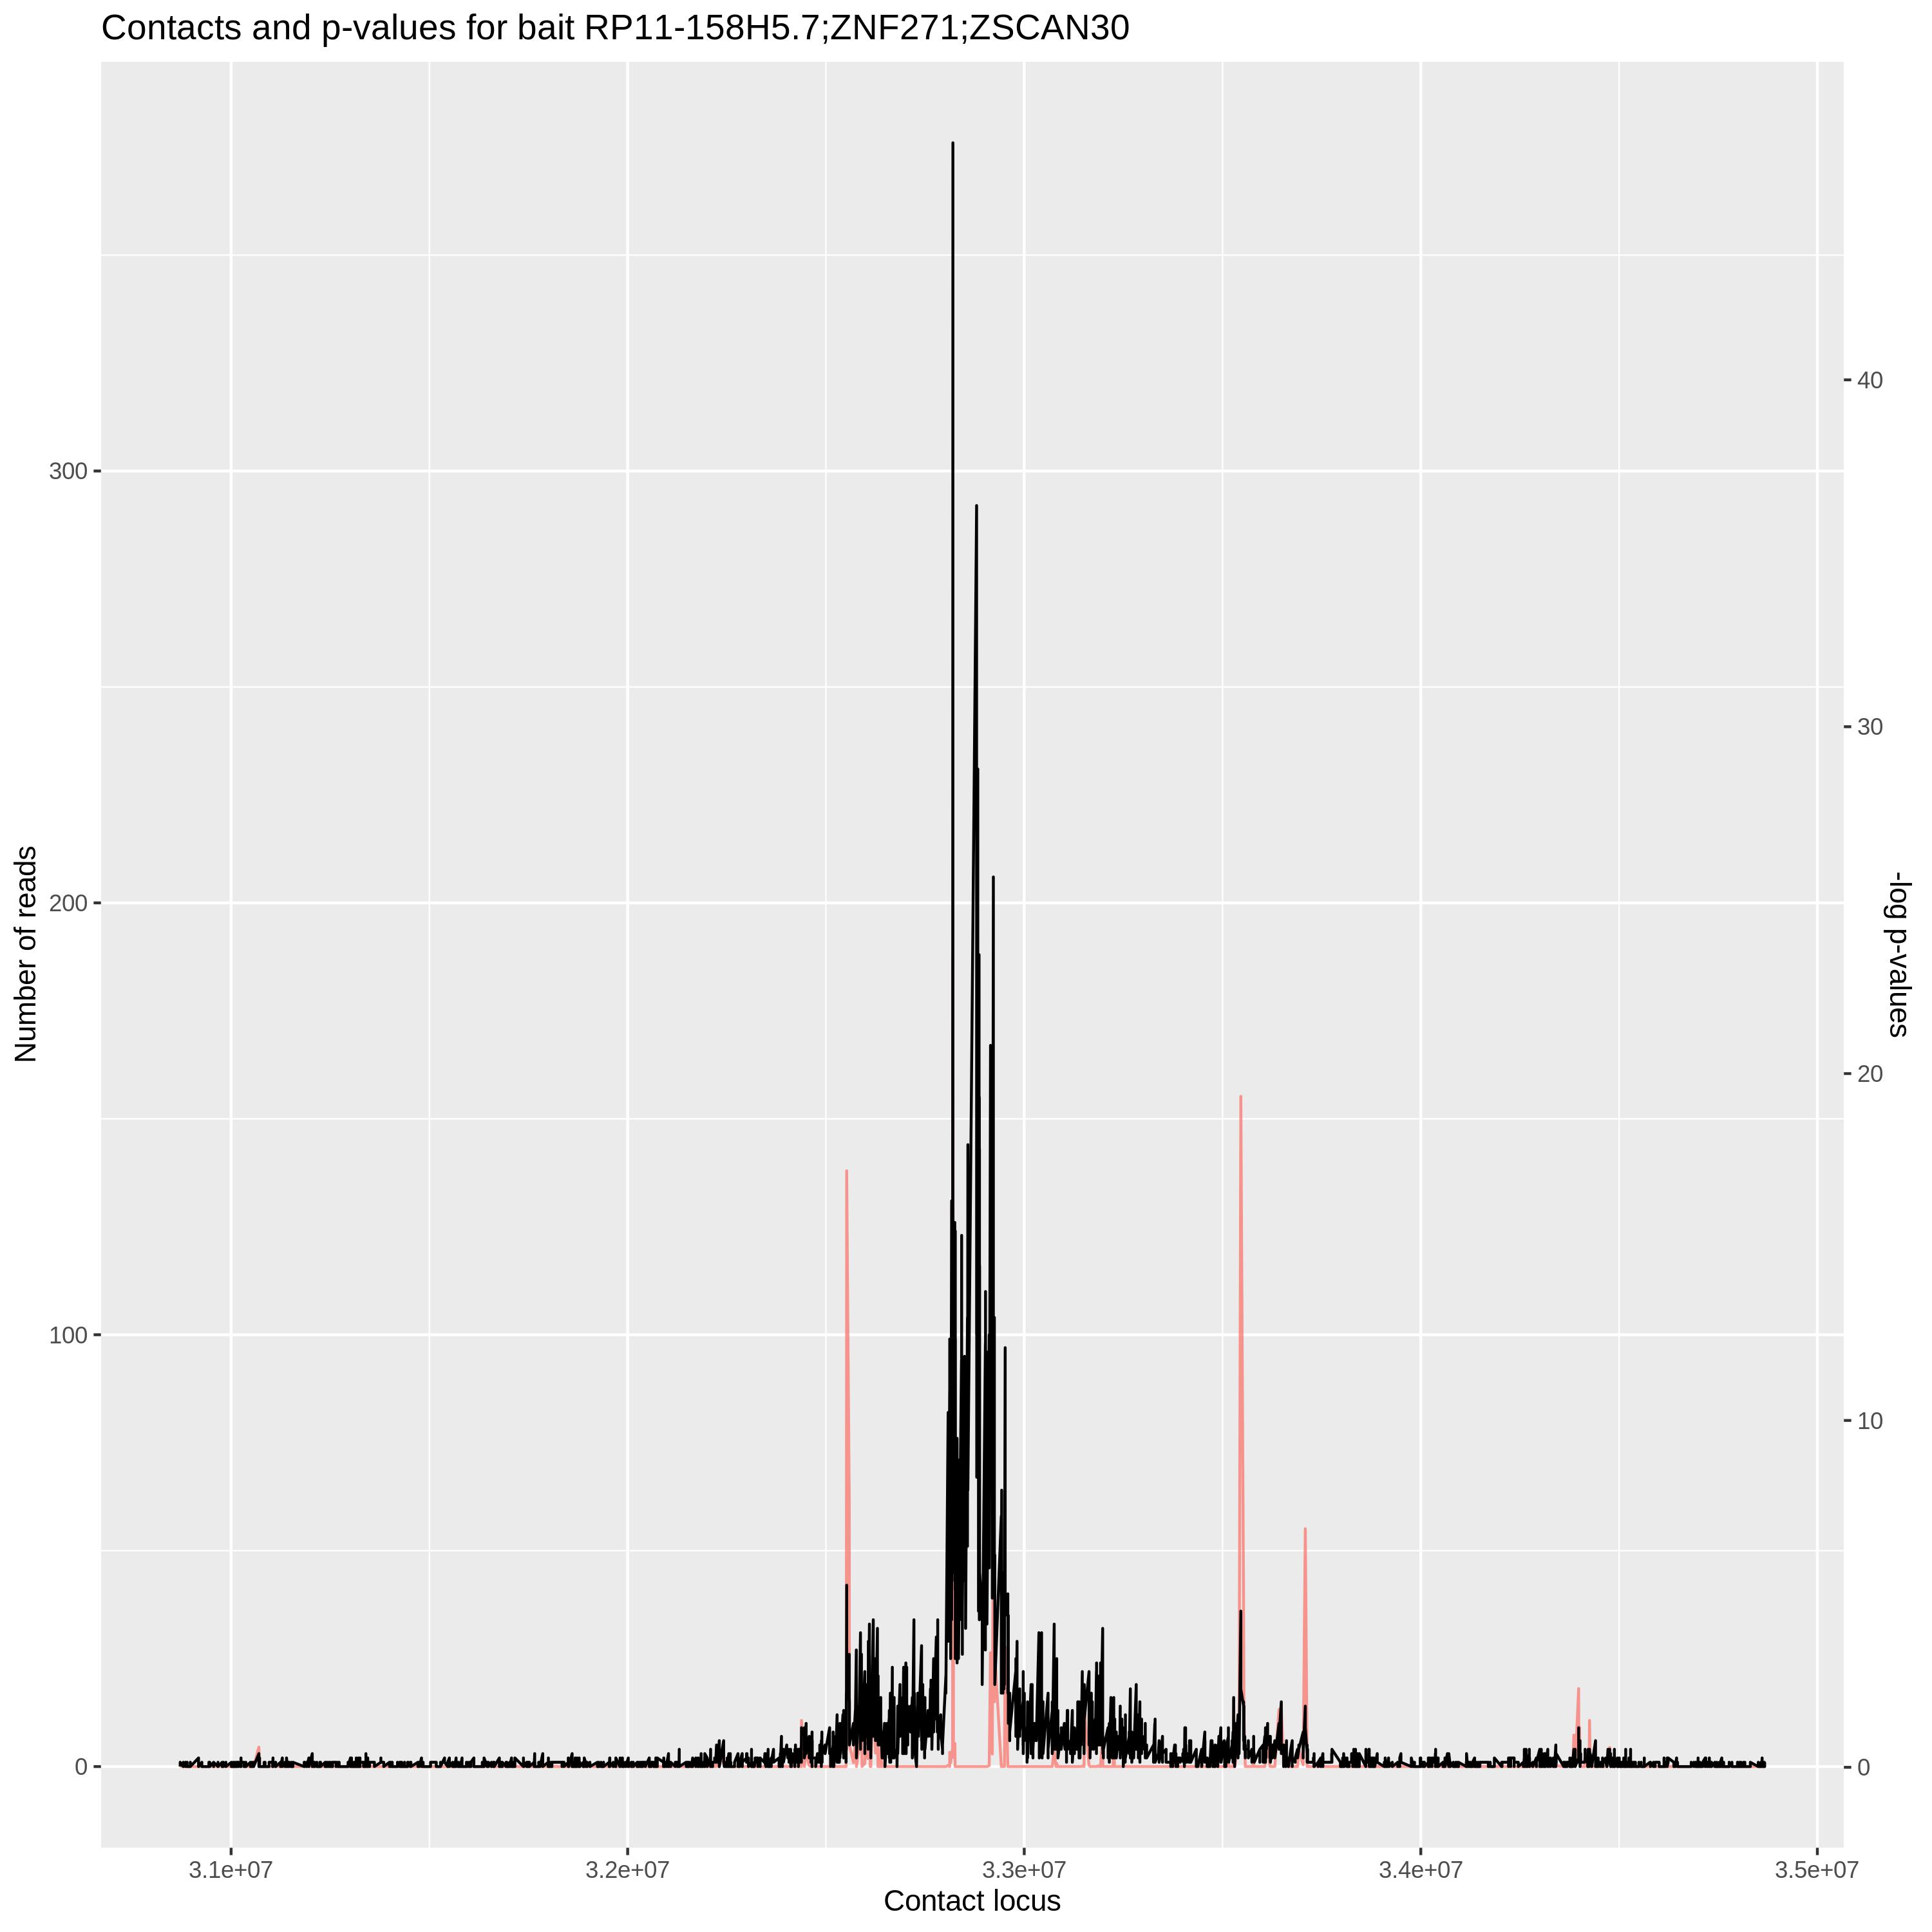 Contacts and p-values for bait RP11-158H5.7;ZNF271;ZSCAN30
Number of reads
300
200
100
0
40
30
20
10
0
-log p-values
3.1e+07 3.2e+07 3.3e+07 3.4e+07 3.5e+07
Contact locus